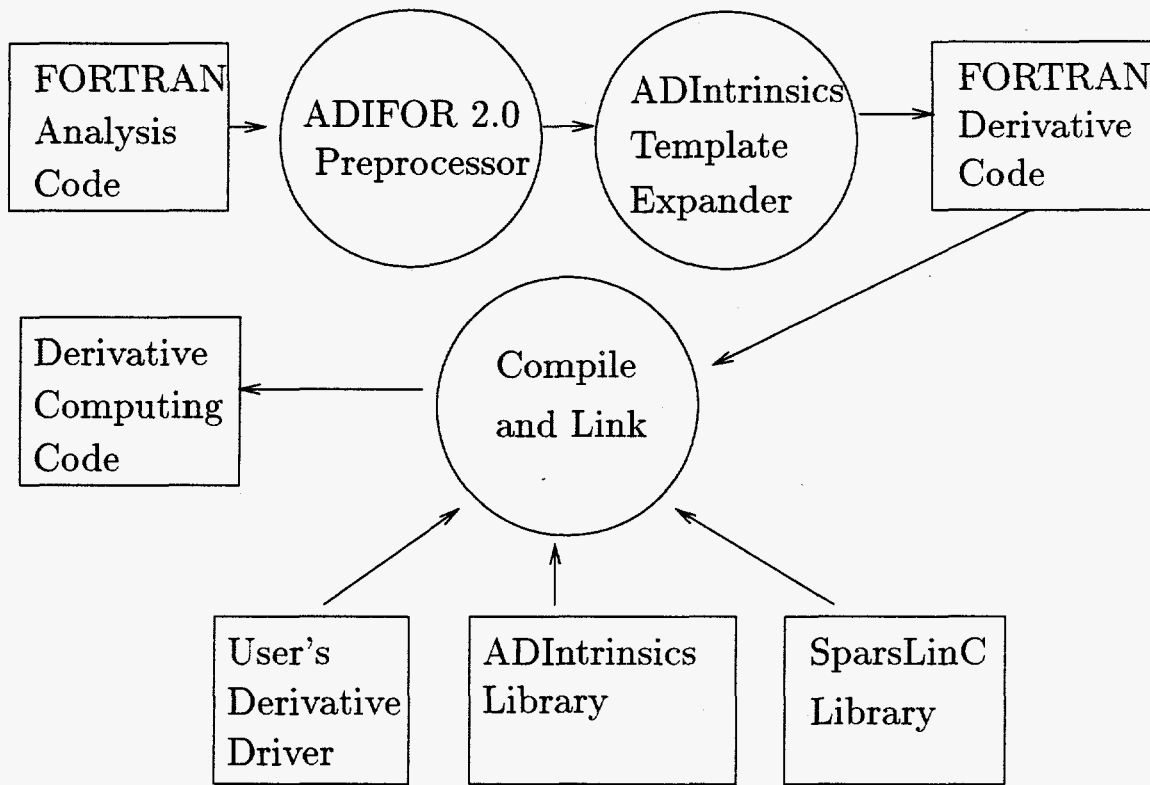 FORTRAN
Analysis
Code
ADIFOR 2.0
Preprocessor
ADIntrinsics
Template
Expander
FORTRAN
Derivative
Code
Derivative
Computing
Code
Compile
and Link
User's
Derivative
Driver
ADIntrinsics
Library
SparsLinC
Library